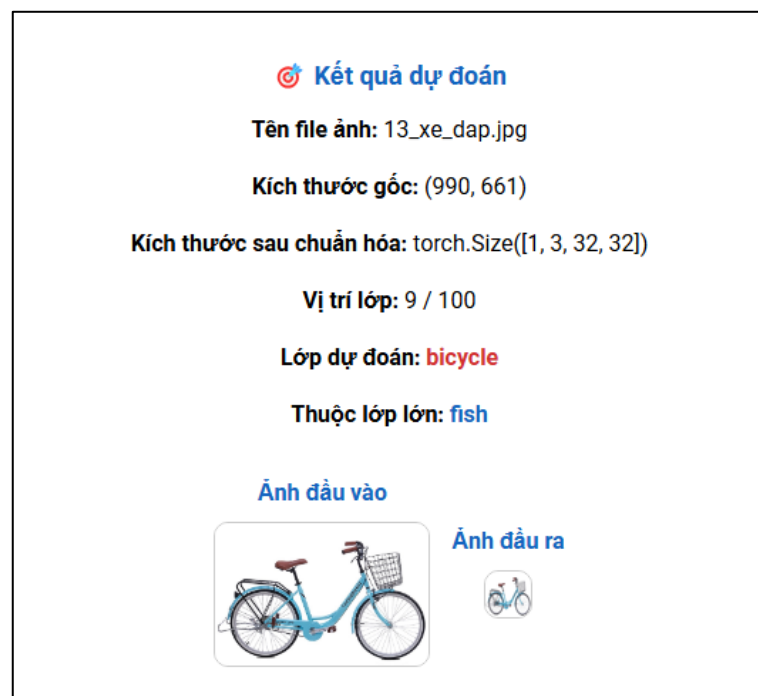 Kết quả dự đoán
Tên file ảnh: 13_xe_dap.jpg
Kích thước gốc: (990, 661)
Kích thước sau chuẩn hóa: torch.Size([1, 3, 32, 32])
Vị trí lớp: 9 / 100
Lớp dự đoán: bicycle
Thuộc lớp lớn: fish
Ảnh đầu vào
Ảnh đầu ra